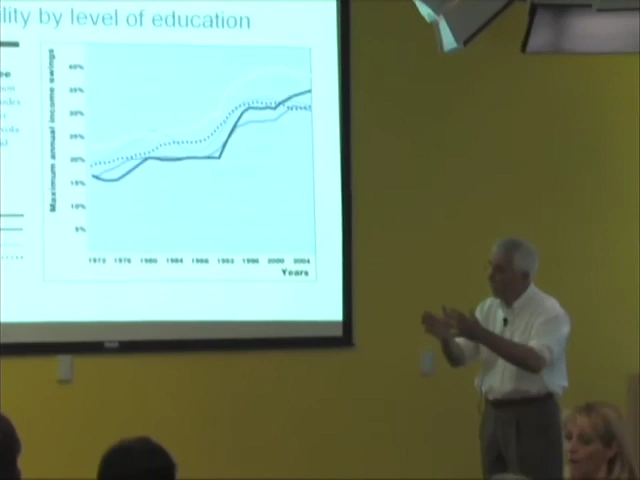 lity by level of education
Maximum annual income swings
40%
35%
30%
25%
20%
15%
10%
5%
1972 1976 1980 1984 1988 1992 1996 2000 2004
Years